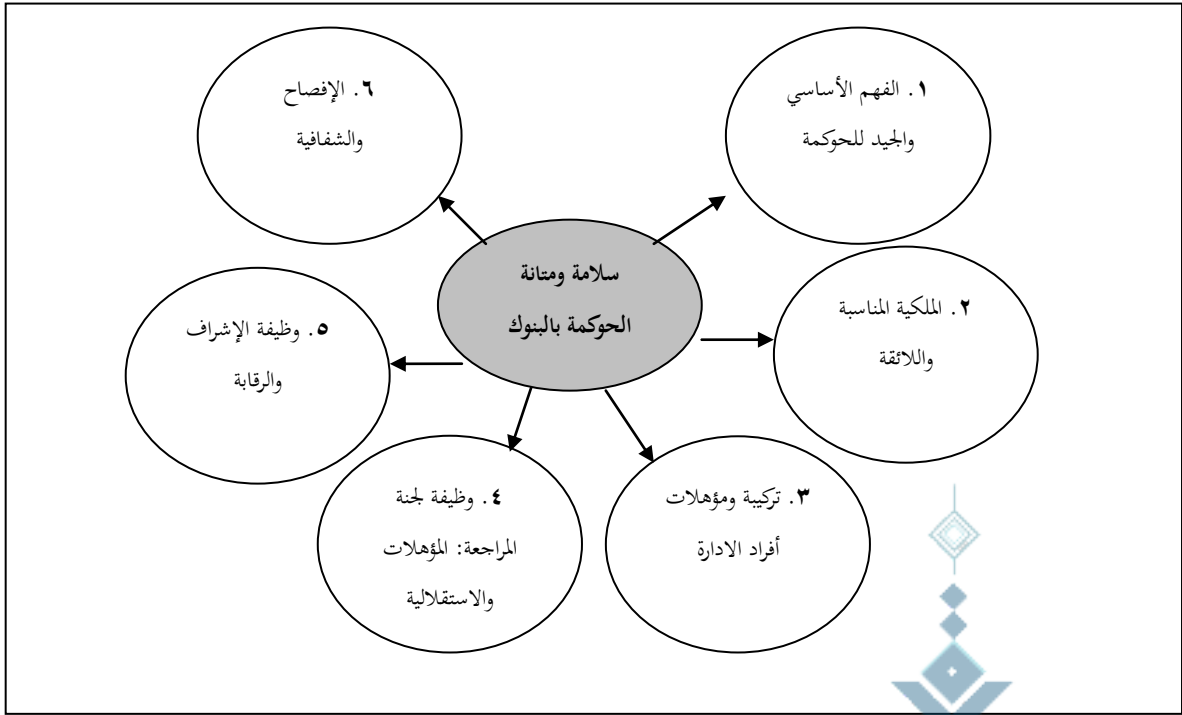 ١. الفهم الأساسي
والجيد للحوكمة
٢. الملكية المناسبة
واللائقة
٣. تركيبة ومؤهلات
أفراد الادارة
٤. وظيفة لجنة
المراجعة: المؤهلات
والاستقلالية
٥. وظيفة الإشراف
والرقابة
٦. الإفصاح
والشفافية
سلامة ومتانة
الحوكمة بالبنوك